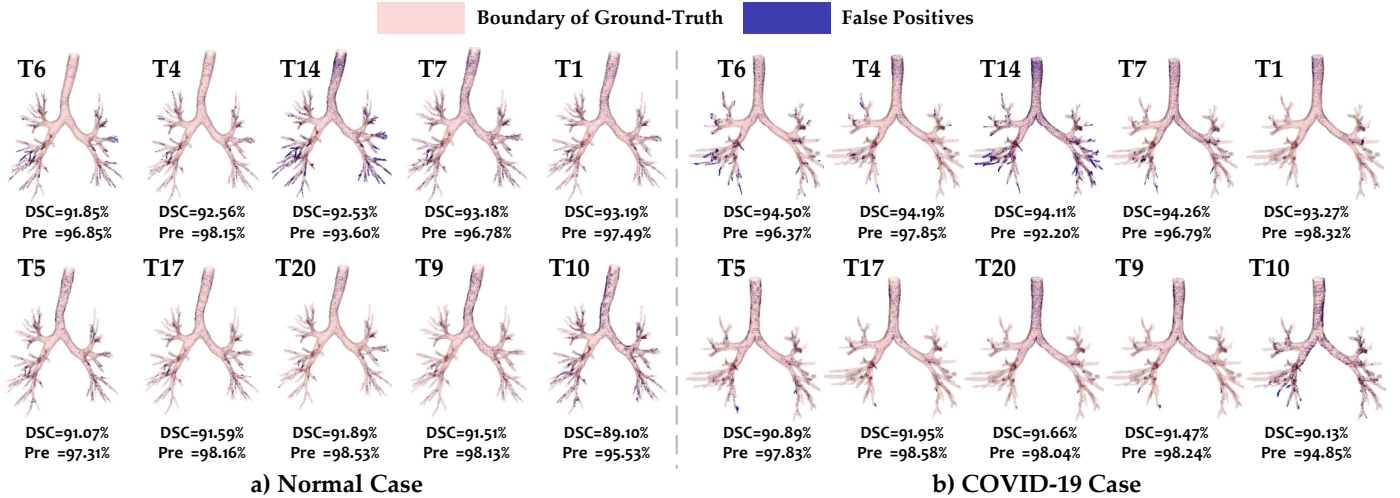 Boundary of Ground-Truth False Positives
T6 T4 T14 T7 T1 T6 T4 T14 T7 T1
DSC=91.85% DSC=92.56% DSC=92.53% DSC=93.18% DSC=93.19% DSC=94.50% DSC=94.19% DSC=94.11% DSC=94.26% DSC=93.27%
Pre =96.85% Pre =98.15% Pre =93.60% Pre =96.78% Pre =97.49% Pre =96.37% Pre =97.85% Pre =92.20% Pre =96.79% Pre =98.32%
T5 T17 T20 T9 T10 T5 T17 T20 T9 T10
DSC=91.07% DSC=91.59% DSC=91.89% DSC=91.51% DSC=89.10% DSC=90.89% DSC=91.95% DSC=91.66% DSC=91.47% DSC=90.13%
Pre =97.31% Pre =98.16% Pre =98.53% Pre =98.13% Pre =95.53% Pre =97.83% Pre =98.58% Pre =98.04% Pre =98.24% Pre =94.85%
a) Normal Case b) COVID-19 Case